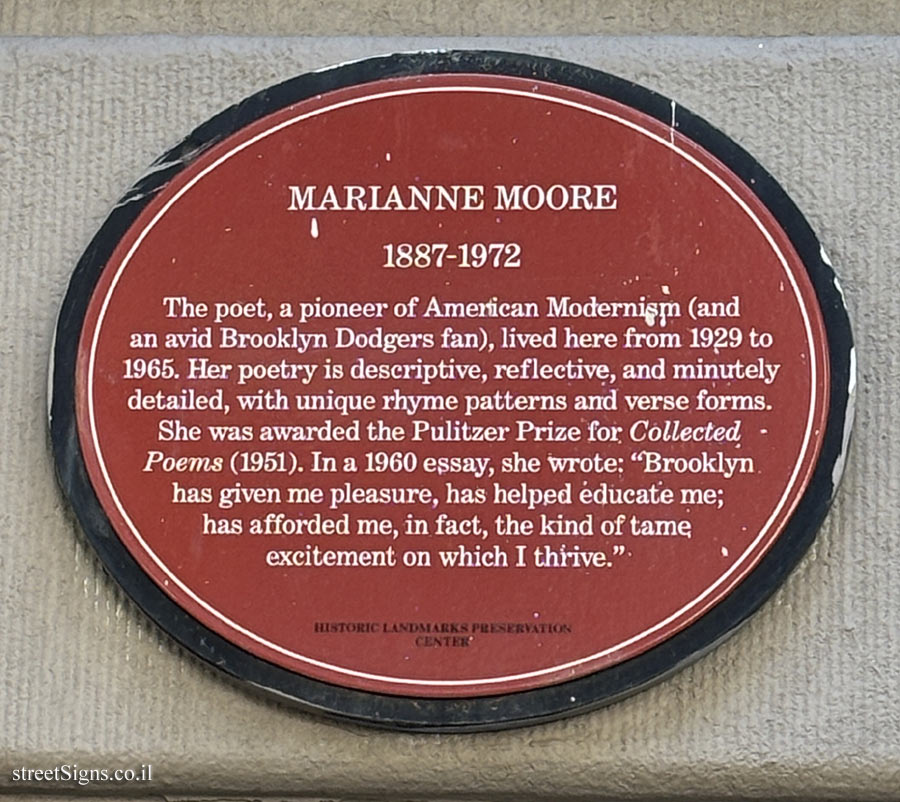 MARIANNE MOORE
1887-1972
The poet, a pioneer of American Modernism (and
an avid Brooklyn Dodgers fan), lived here from 1929 to
1965. Her poetry is descriptive, reflective, and minutely
detailed, with unique rhyme patterns and verse forms.
She was awarded the Pulitzer Prize for Collected
Poems (1951). In a 1960 essay, she wrote: “Brooklyn
has given me pleasure, has helped educate me;
has afforded me, in fact, the kind of tame
excitement on which I thrive.”
HISTORIC LANDMARKS PRESERVATION
CENTER
streetSigns.co.il